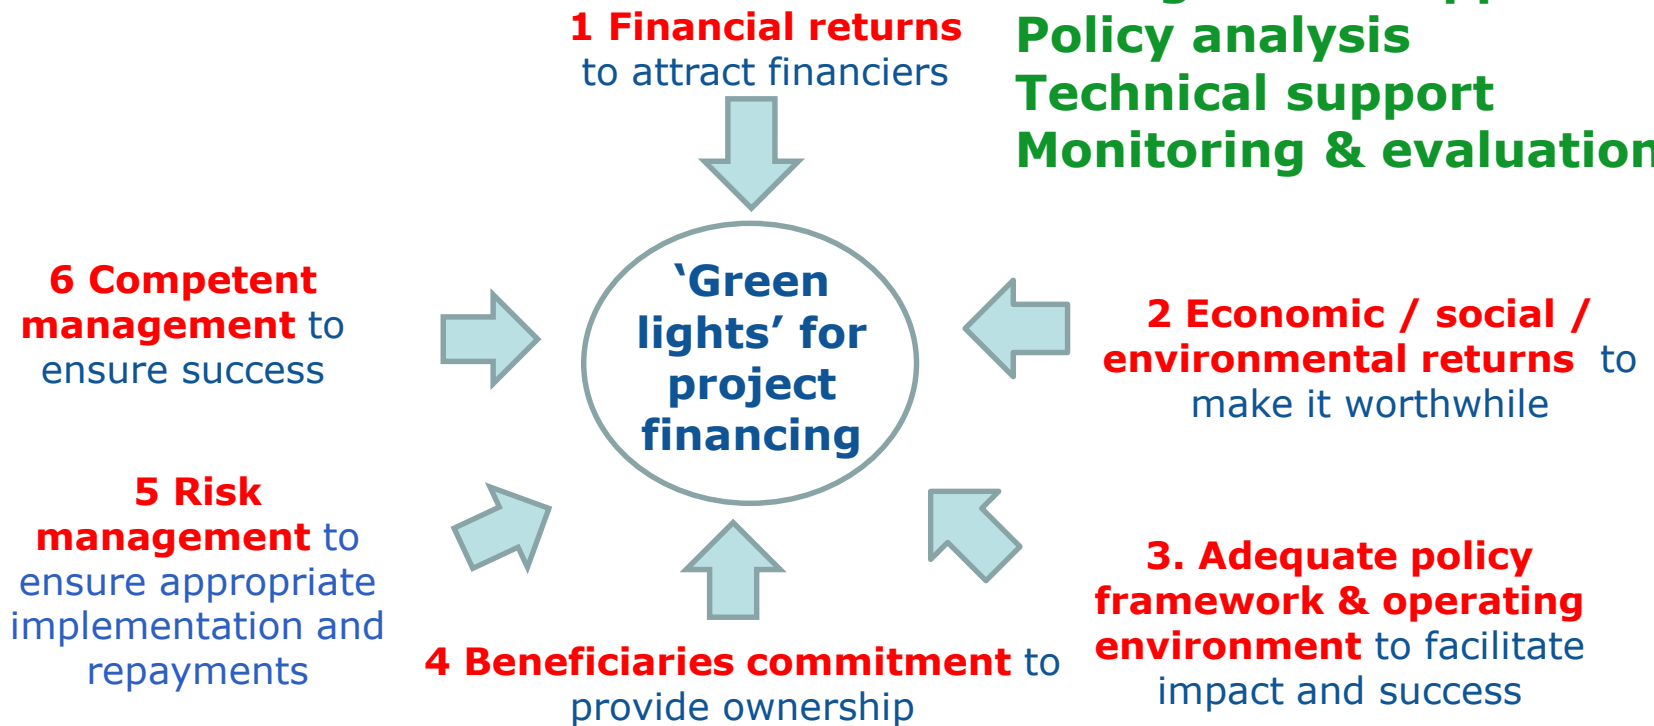 1 Financial returns
to attract financiers
Policy analysis
Technical support
Monitoring & evaluation
‘Green
lights’ for
project
financing
2 Economic / social /
environmental returns to
make it worthwhile
3. Adequate policy
framework & operating
environment to facilitate
impact and success
4 Beneficiaries commitment to
provide ownership
5 Risk
management to
ensure appropriate
implementation and
repayments
6 Competent
management to
ensure success